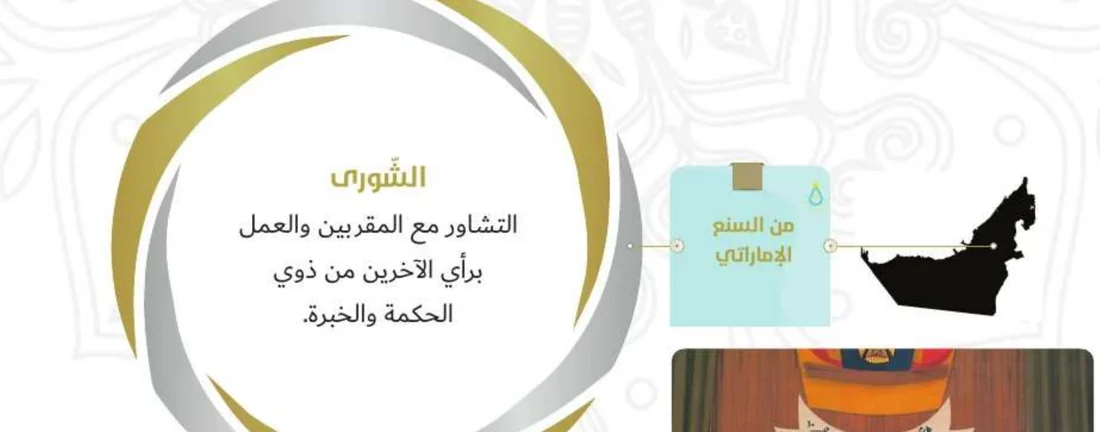 الشّورى
التشاور مع المقربين والعمل
برأي الآخرين من ذوي
الحكمة والخبرة.
من السنع
الإماراتي